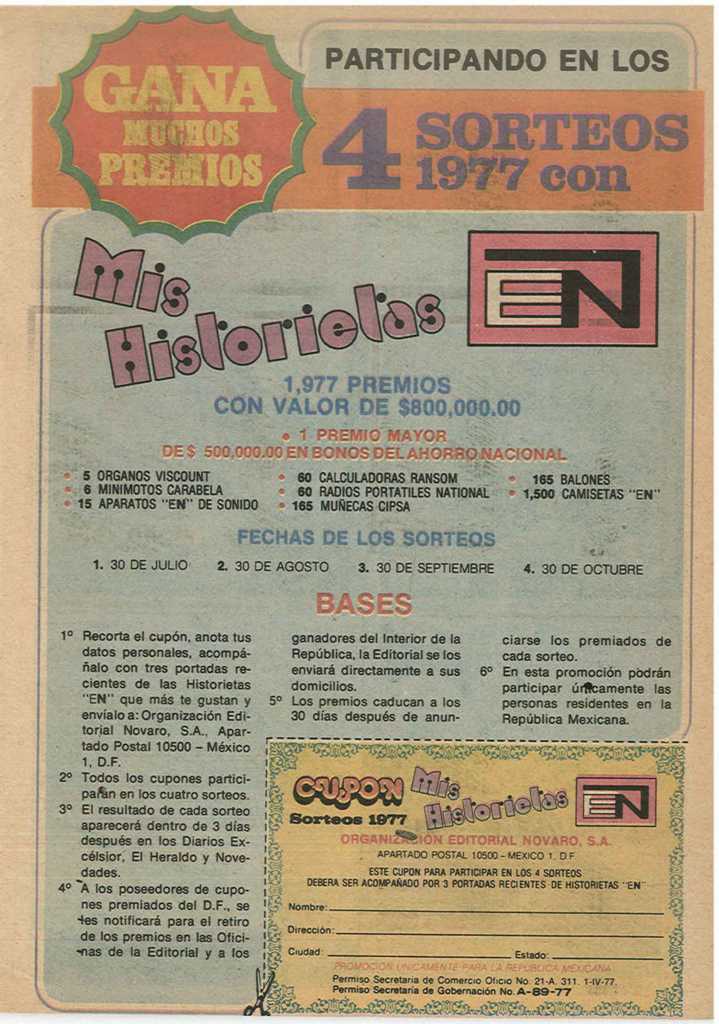 GANA
MUCHOS
PREMIOS
PARTICIPANDO EN LOS
4 SORTEOS
1977 con
Mis
Historietas
EN
1,977 PREMIOS
CON VALOR DE $800,000.00
• 1 PREMIO MAYOR
DE $ 500,000.00 EN BONOS DEL AHORRO NACIONAL
• 5 ORGANOS VISCOUNT
• 6 MINIMOTOS CARABELA
• 15 APARATOS "EN" DE SONIDO
• 60 CALCULADORAS RANSOM
• 60 RADIOS PORTATILES NATIONAL
• 165 MUÑECAS CIPSA
• 165 BALONES
• 1,500 CAMISETAS "EN"
FECHAS DE LOS SORTEOS
1. 30 DE JULIO 2. 30 DE AGOSTO 3. 30 DE SEPTIEMBRE 4. 30 DE OCTUBRE
BASES
1º Recorta el cupón, anota tus
datos personales, acompá-
ñalo con tres portadas re-
cientes de las Historietas
"EN" que más te gustan y
envíalo a: Organización Edi-
torial Novaro, S.A., Apar-
tado Postal 10500 – México
1, D.F.
2º Todos los cupones partici-
parán en los cuatro sorteos.
3º El resultado de cada sorteo
aparecerá dentro de 3 días
después en los Diarios Ex-
célsior, El Heraldo y Nove-
dades.
4º A los poseedores de cupo-
nes premiados del D.F., se
les notificará para el retiro
de los premios en las Ofici-
nas de la Editorial y a los
ganadores del Interior de la
República, la Editorial se los
enviará directamente a sus
domicilios.
5º Los premios caducan a los
30 días después de anun-
ciarse los premiados de
cada sorteo.
6º En esta promoción podrán
participar únicamente las
personas residentes en la
República Mexicana.
CUPON
Sorteos 1977
Mis
Historietas
EN
ORGANIZACIÓN EDITORIAL NOVARO, S.A.
APARTADO POSTAL 10500 - MEXICO 1, D F
ESTE CUPON PARA PARTICIPAR EN LOS 4 SORTEOS
DEBERA SER ACOMPAÑADO POR 3 PORTADAS RECIENTES DE HISTORIETAS "EN"
Nombre:
Dirección:
Ciudad: Estado:
PROMOCION UNICAMENTE PARA LA REPUBLICA MEXICANA
Permiso Secretaría de Comercio Oficio No. 21-A. 311. 1-IV-77.
Permiso Secretaría de Gobernación No. A-89-77